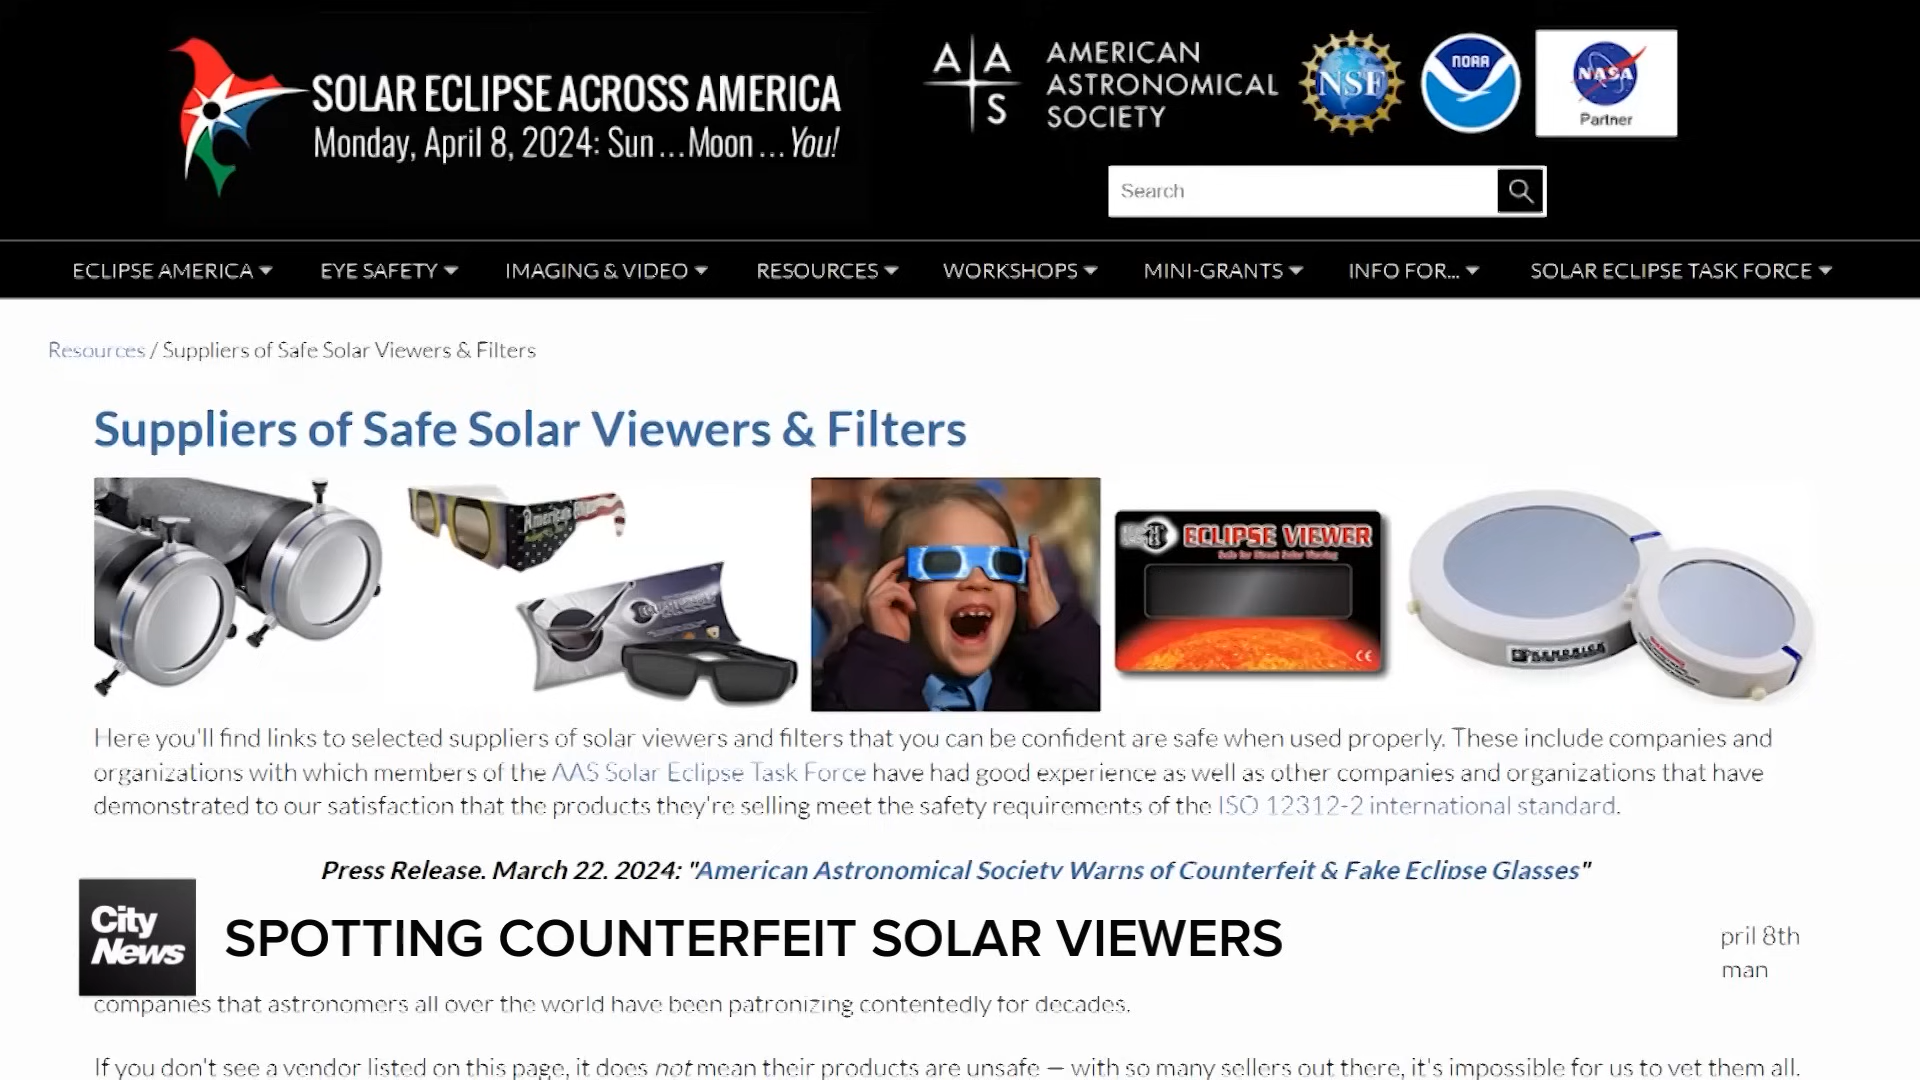 SOLAR ECLIPSE ACROSS AMERICA
Monday, April 8, 2024: Sun...Moon...You!
A A
S
AMERICAN
ASTRONOMICAL
SOCIETY
NSF
NOAA
NASA
Partner
Search
ECLIPSE AMERICA EYE SAFETY IMAGING & VIDEO RESOURCES WORKSHOPS MINI-GRANTS INFO FOR... SOLAR ECLIPSE TASK FORCE
Resources / Suppliers of Safe Solar Viewers & Filters
Suppliers of Safe Solar Viewers & Filters
ECLIPSE VIEWER
Safe for Direct Solar Viewing
CE
Here you'll find links to selected suppliers of solar viewers and filters that you can be confident are safe when used properly. These include companies and
organizations with which members of the AAS Solar Eclipse Task Force have had good experience as well as other companies and organizations that have
demonstrated to our satisfaction that the products they're selling meet the safety requirements of the ISO 12312-2 international standard.
Press Release, March 22, 2024: "American Astronomical Society Warns of Counterfeit & Fake Eclipse Glasses"
City
News
SPOTTING COUNTERFEIT SOLAR VIEWERS
pril 8th
man
companies that astronomers all over the world have been patronizing contentedly for decades.
If you don't see a vendor listed on this page, it does not mean their products are unsafe — with so many sellers out there, it's impossible for us to vet them all.